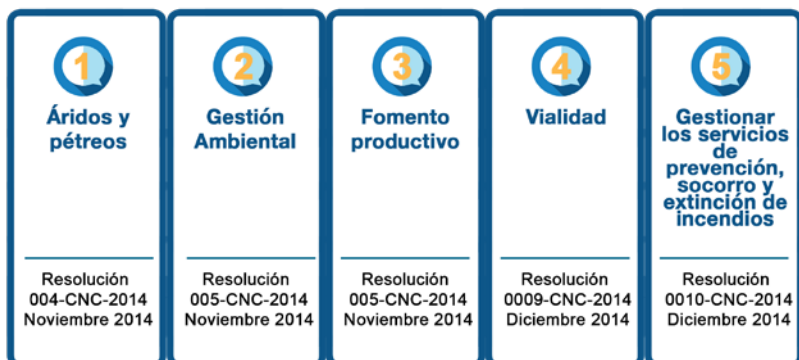 1
Áridos y
pétreos
Resolución
004-CNC-2014
Noviembre 2014
2
Gestión
Ambiental
Resolución
005-CNC-2014
Noviembre 2014
3
Fomento
productivo
Resolución
005-CNC-2014
Noviembre 2014
4
Vialidad
Resolución
0009-CNC-2014
Diciembre 2014
5
Gestionar
los servicios
de
prevención,
socorro y
extinción de
incendios
Resolución
0010-CNC-2014
Diciembre 2014